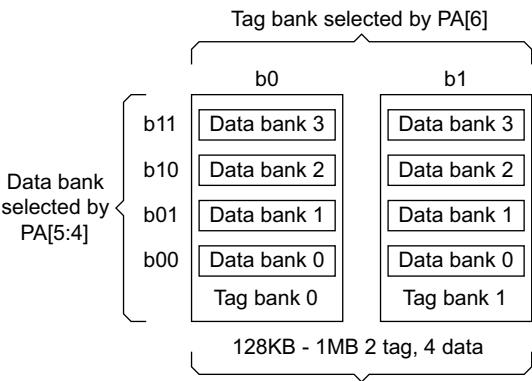 Tag bank selected by PA[6]
b0
b1
b11
Data bank 3
Data bank 3
b10
Data bank 2
Data bank 2
Data bank
selected by
PA[5:4]
b01
Data bank 1
Data bank 1
b00
Data bank 0
Data bank 0
Tag bank 0
Tag bank 1
128KB - 1MB 2 tag, 4 data